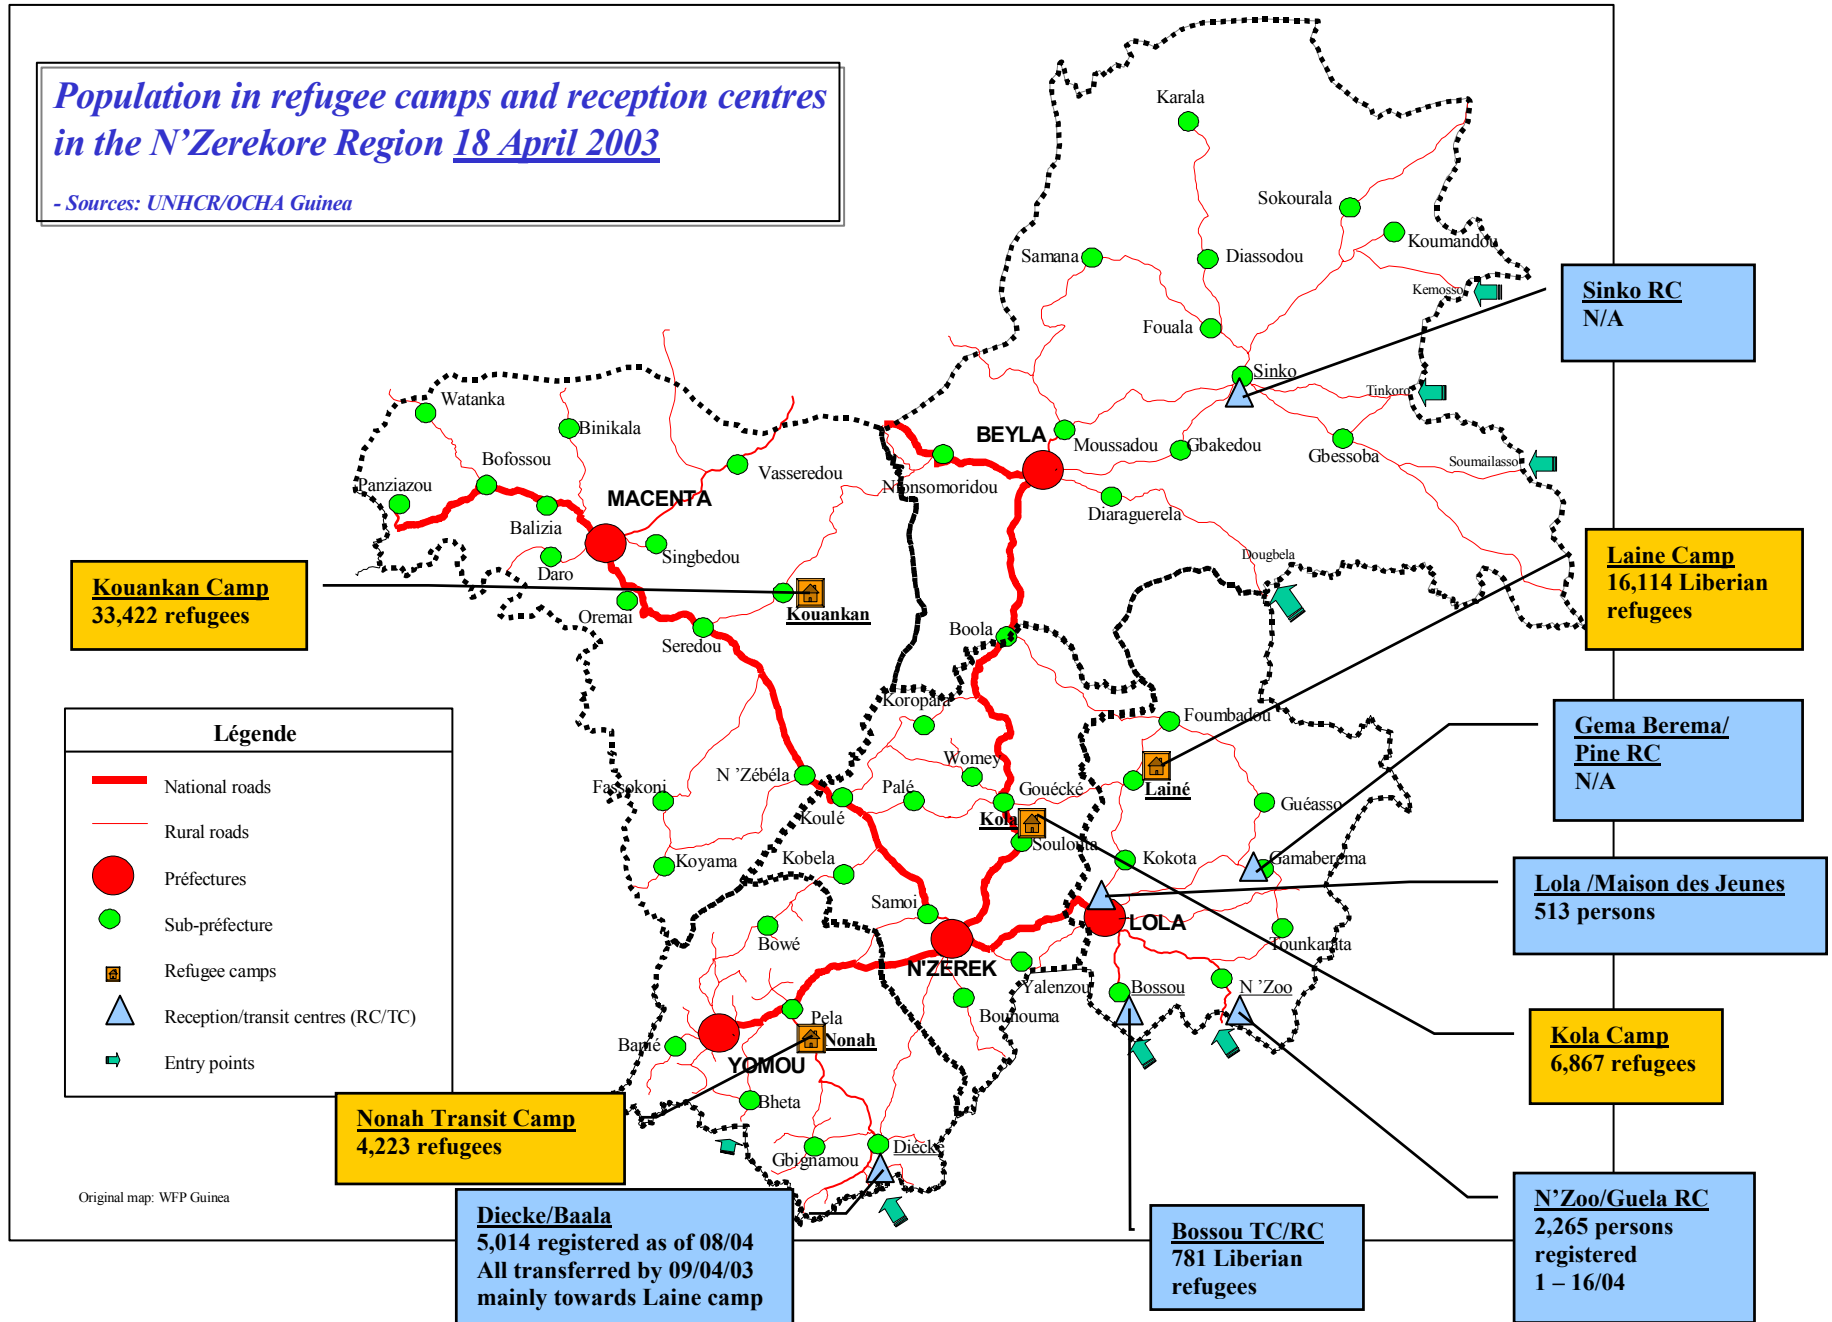 Population in refugee camps and reception centres
in the N'Zerekore Region 18 April 2003
- Sources: UNHCR/OCHA Guinea
Karala
Sokourala
Koumandou
Samana
Diassodou
Kemosso
Sinko RC
N/A
Fouala
Sinko
Tinkoro
Watanka
Binikala
BEYLA
Moussadou
Gbakedou
Gbessoba
Soumailasso
Bofossou
Vasseredou
Panziazou
Nionsomoridou
MACENTA
Balizia
Diaraguerela
Singbedou
Daro
Dougbela
Laine Camp
16,114 Liberian
refugees
Kouankan Camp
33,422 refugees
Oremai
Kouankan
Seredou
Boola
Koropara
Foumbadou
Gema Berema/
Pine RC
N/A
Légende
National roads
Rural roads
Préfectures
Sub-préfecture
Refugee camps
Reception/transit centres (RC/TC)
Entry points
Womey
N 'Zébéla
Fassokoni
Palé
Gouécké
Lainé
Guéasso
Koulé
Kola
Soulouta
Kobela
Koyama
Kokota
Gamaberema
Lola /Maison des Jeunes
513 persons
Samoi
Bowé
LOLA
Tounkarata
N'ZEREK
Yalenzou
Bossou
N 'Zoo
Bounouma
Pela
Nonah
Banié
YOMOU
Kola Camp
6,867 refugees
Bheta
Nonah Transit Camp
4,223 refugees
Gbignamou
Diécké
Original map: WFP Guinea
Diecke/Baala
5,014 registered as of 08/04
All transferred by 09/04/03
mainly towards Laine camp
Bossou TC/RC
781 Liberian
refugees
N'Zoo/Guela RC
2,265 persons
registered
1 – 16/04